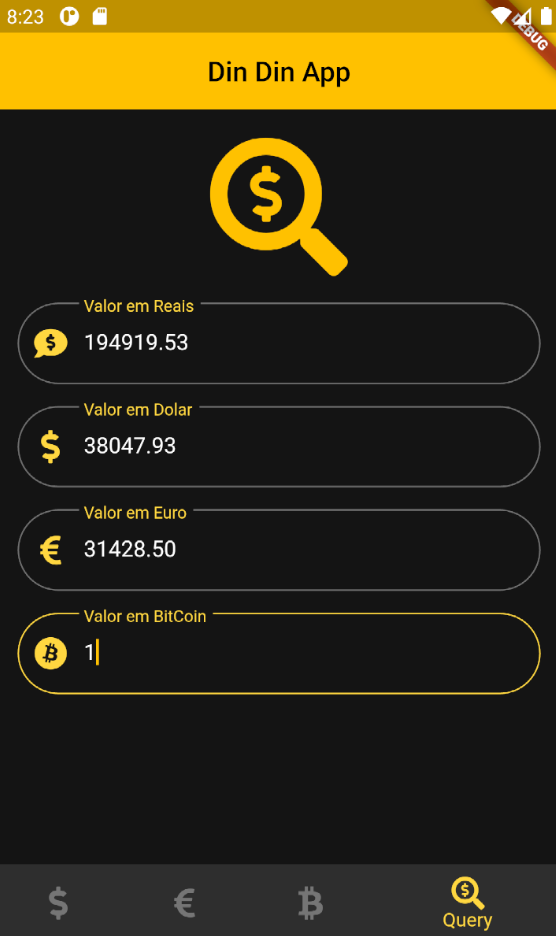 8:23
DEBUG
Din Din App
$
Valor em Reais
$ 194919.53
Valor em Dolar
$ 38047.93
Valor em Euro
€ 31428.50
Valor em BitCoin
₿ 1
$ € ₿ $
Query